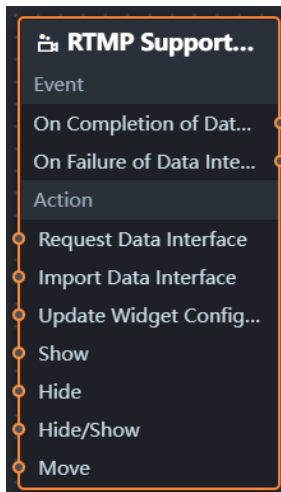 RTMP Support...
Event
On Completion of Dat...
On Failure of Data Inte...
Action
Request Data Interface
Import Data Interface
Update Widget Config...
Show
Hide
Hide/Show
Move